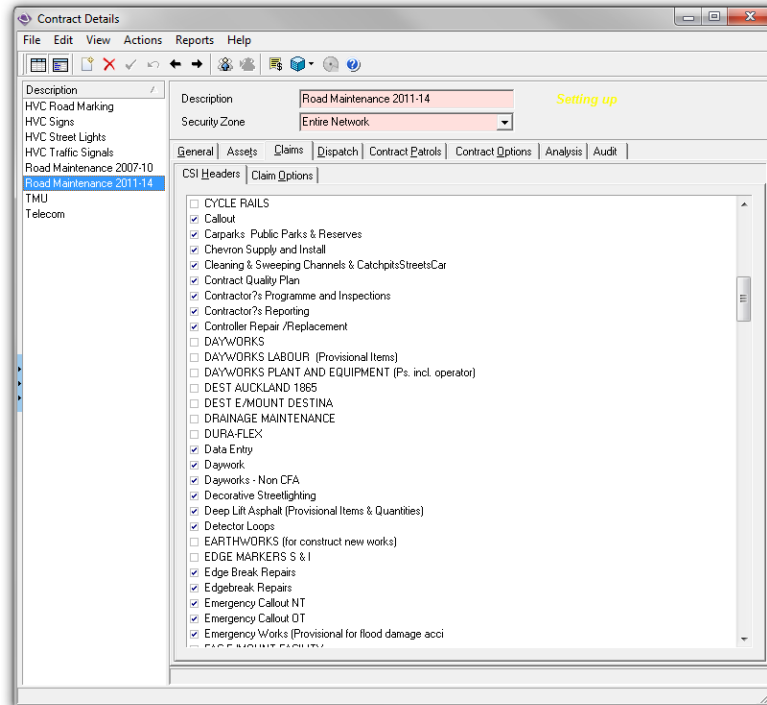 Contract Details
File Edit View Actions Reports Help
Description
HVC Road Marking
HVC Signs
HVC Street Lights
HVC Traffic Signals
Road Maintenance 2007-10
Road Maintenance 2011-14
TMU
Telecom
Description Road Maintenance 2011-14 Setting up
Security Zone Entire Network
General Assets Claims Dispatch Contract Patrols Contract Options Analysis Audit
CSI Headers Claim Options
CYCLE RAILS
Callout
Carparks Public Parks & Reserves
Chevron Supply and Install
Cleaning & Sweeping Channels & CatchpitsStreetsCar
Contract Quality Plan
Contractor?s Programme and Inspections
Contractor?s Reporting
Controller Repair /Replacement
DAYWORKS
DAYWORKS LABOUR (Provisional Items)
DAYWORKS PLANT AND EQUIPMENT (Ps. incl. operator)
DEST AUCKLAND 1865
DEST E/MOUNT DESTINA
DRAINAGE MAINTENANCE
DURA-FLEX
Data Entry
Daywork
Dayworks - Non CFA
Decorative Streetlighting
Deep Lift Asphalt (Provisional Items & Quantities)
Detector Loops
EARTHWORKS (for construct new works)
EDGE MARKERS S & I
Edge Break Repairs
Edgebreak Repairs
Emergency Callout NT
Emergency Callout OT
Emergency Works (Provisional for flood damage acci